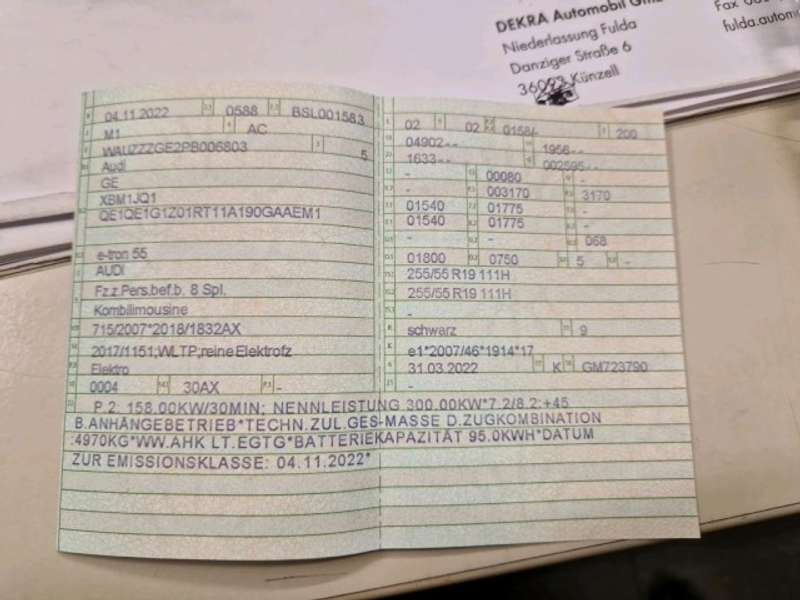 DEKRA Automobil
Niederlassung Fulda
Danziger Straße 6
36093 Künzell
Fax
fulda.autom
04.11.2022 0588 BSL001583
M1 AC
WAUZZZGE2PB006803 5
Audi
GE
XBM1JQ1
QE1QE1G1Z01RT11A190GAAEM1
e-tron 55
AUDI
Fz.z.Pers.bef.b. 8 Spl.
Kombilimousine
715/2007*2018/1832AX
2017/1151;WLTP;reineElektrofz
Elektro
0004 30AX -
02 02 0158/- 200
04902-- 1956--
1633-- 002595--
- 00080 -
- 003170 3170
01540 01775 -
01540 01775 -
- - 068
01800 0750 5 -
255/55 R19 111H
255/55 R19 111H
-
schwarz 9
e1*2007/46*1914*17
31.03.2022 K GM723790
-
P.2: 158.00KW/30MIN; NENNLEISTUNG 300.00KW*7.2/8.2:+45
B.ANHÄNGEBETRIEB*TECHN.ZUL.GES-MASSE D.ZUGKOMBINATION
:4970KG*WW.AHK LT.EGTG*BATTERIEKAPAZITÄT 95.0KWH*DATUM
ZUR EMISSIONSKLASSE: 04.11.2022*